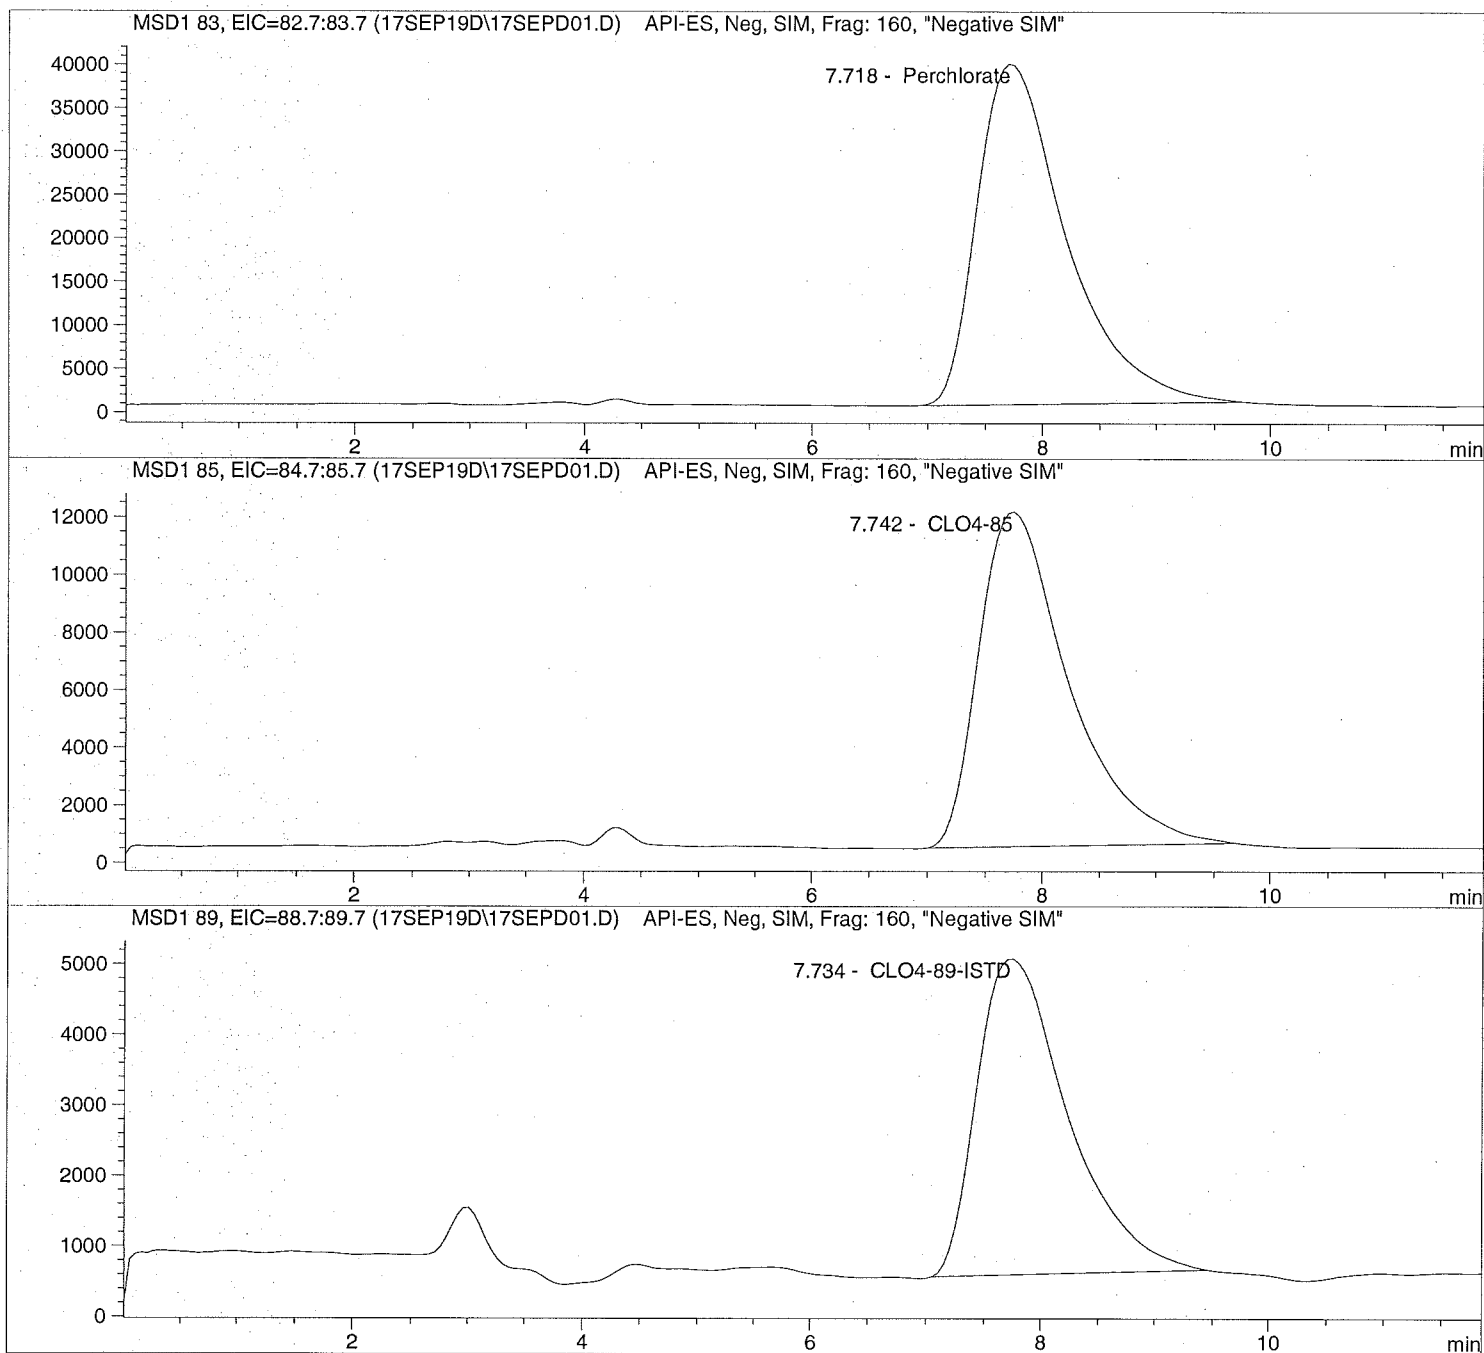 MSD1 83, EIC=82.7:83.7 (17SEP19D\17SEPD01.D) API-ES, Neg, SIM, Frag: 160, "Negative SIM"
40000
35000
30000
25000
20000
15000
10000
5000
0
7.718 - Perchlorate
2 4 6 8 10 min
MSD1 85, EIC=84.7:85.7 (17SEP19D\17SEPD01.D) API-ES, Neg, SIM, Frag: 160, "Negative SIM"
12000
10000
8000
6000
4000
2000
0
7.742 - CLO4-85
2 4 6 8 10 min
MSD1 89, EIC=88.7:89.7 (17SEP19D\17SEPD01.D) API-ES, Neg, SIM, Frag: 160, "Negative SIM"
5000
4000
3000
2000
1000
0
7.734 - CLO4-89-ISTD
2 4 6 8 10 min